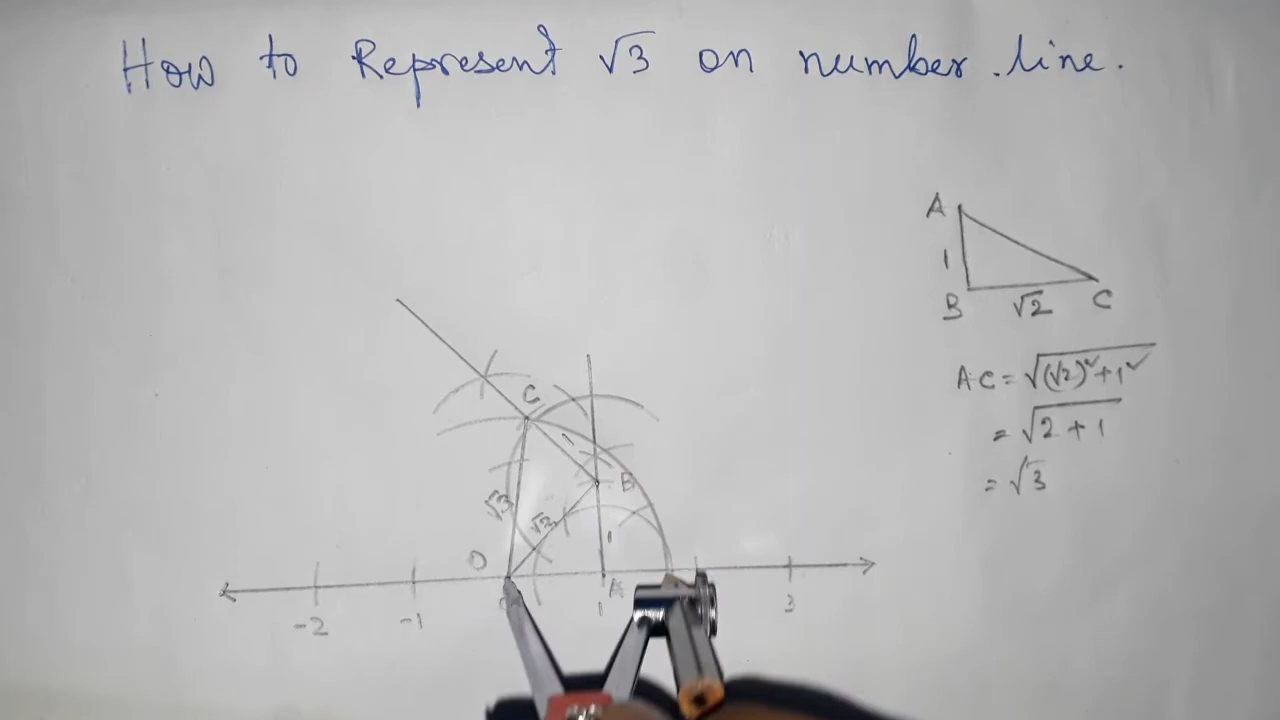 How to Represent √3 on number line.
A
1
B √2 C
AC = √(√2)²+1²
= √2+1
= √3
C
1
B
√3 √2
1
O
A
-2 -1 1 3